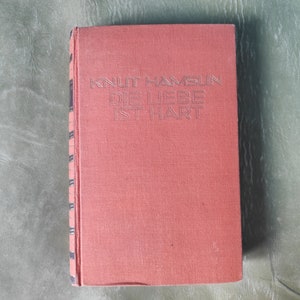 KNUT HAMSUN
DIE LIEBE
IST HART